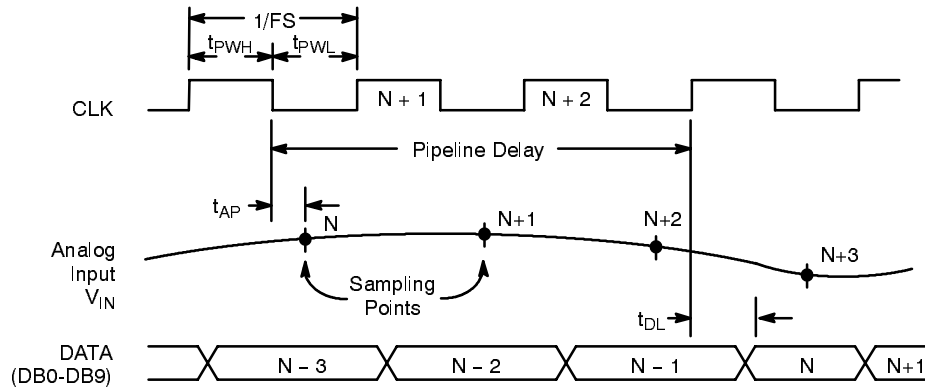 1/FS
tPWH tPWL
CLK
N + 1
N + 2
Pipeline Delay
tAP
N
N+1
N+2
N+3
Analog
Input
VIN
Sampling
Points
tDL
DATA
(DB0-DB9)
N – 3
N – 2
N – 1
N
N+1